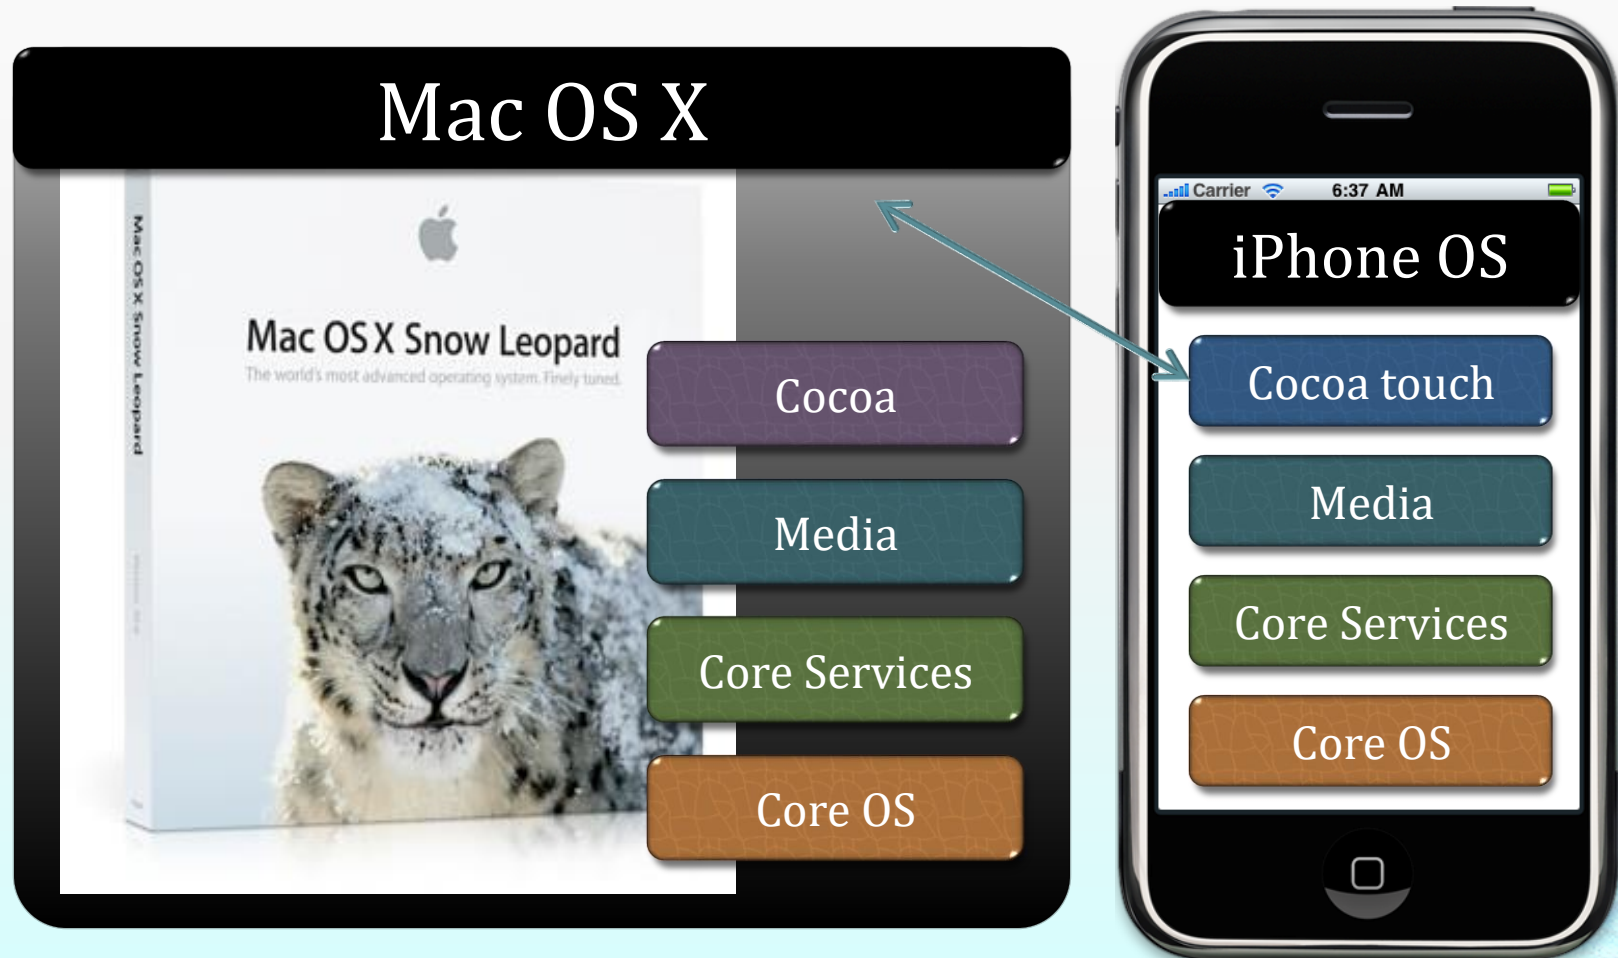 Mac OS X
Mac OS X Snow Leopard
Mac OS X Snow Leopard
The world's most advanced operating system. Finely tuned.
Cocoa
Media
Core Services
Core OS
Carrier 6:37 AM
iPhone OS
Cocoa touch
Media
Core Services
Core OS